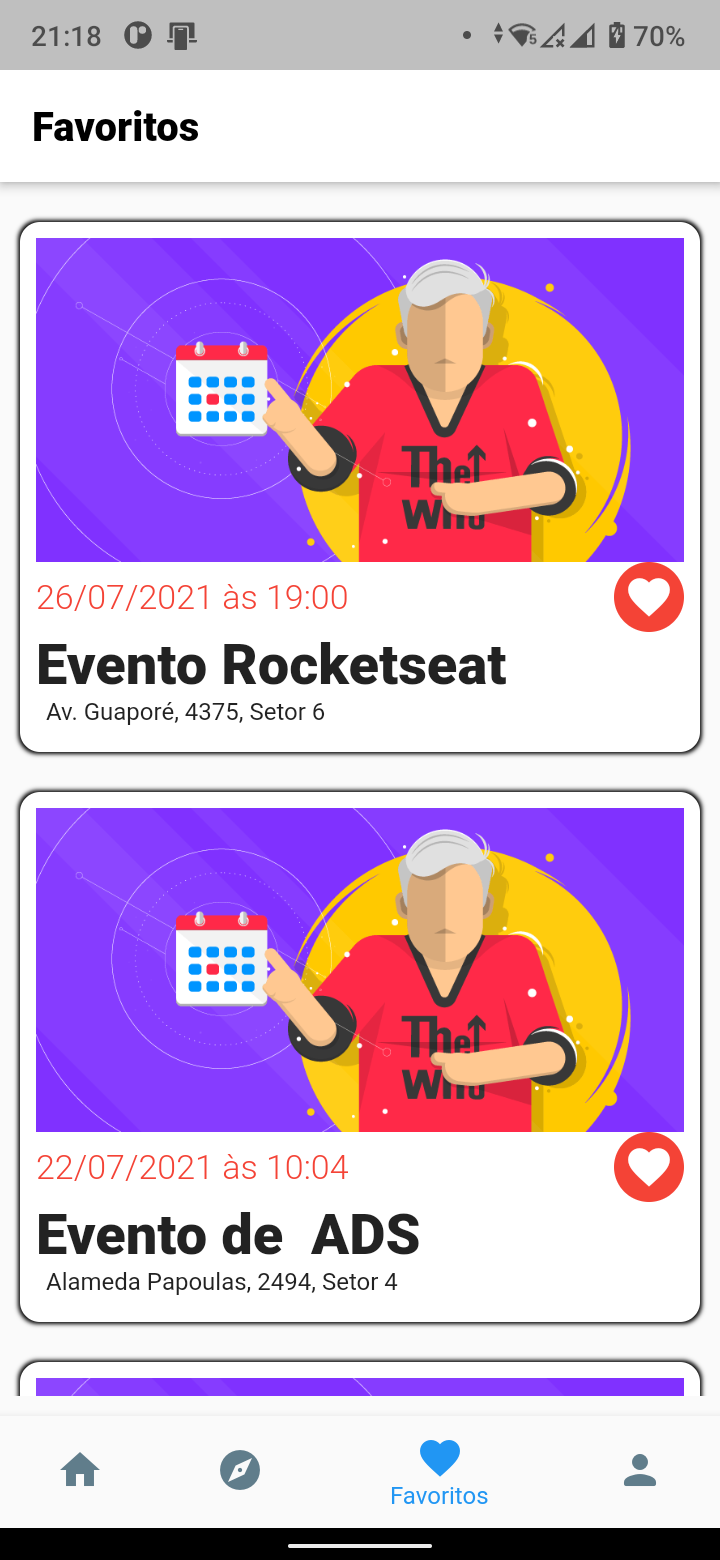 21:18
5
70%
Favoritos
The
Who
26/07/2021 às 19:00
Evento Rocketseat
Av. Guaporé, 4375, Setor 6
The
Who
22/07/2021 às 10:04
Evento de  ADS
Alameda Papoulas, 2494, Setor 4
Favoritos